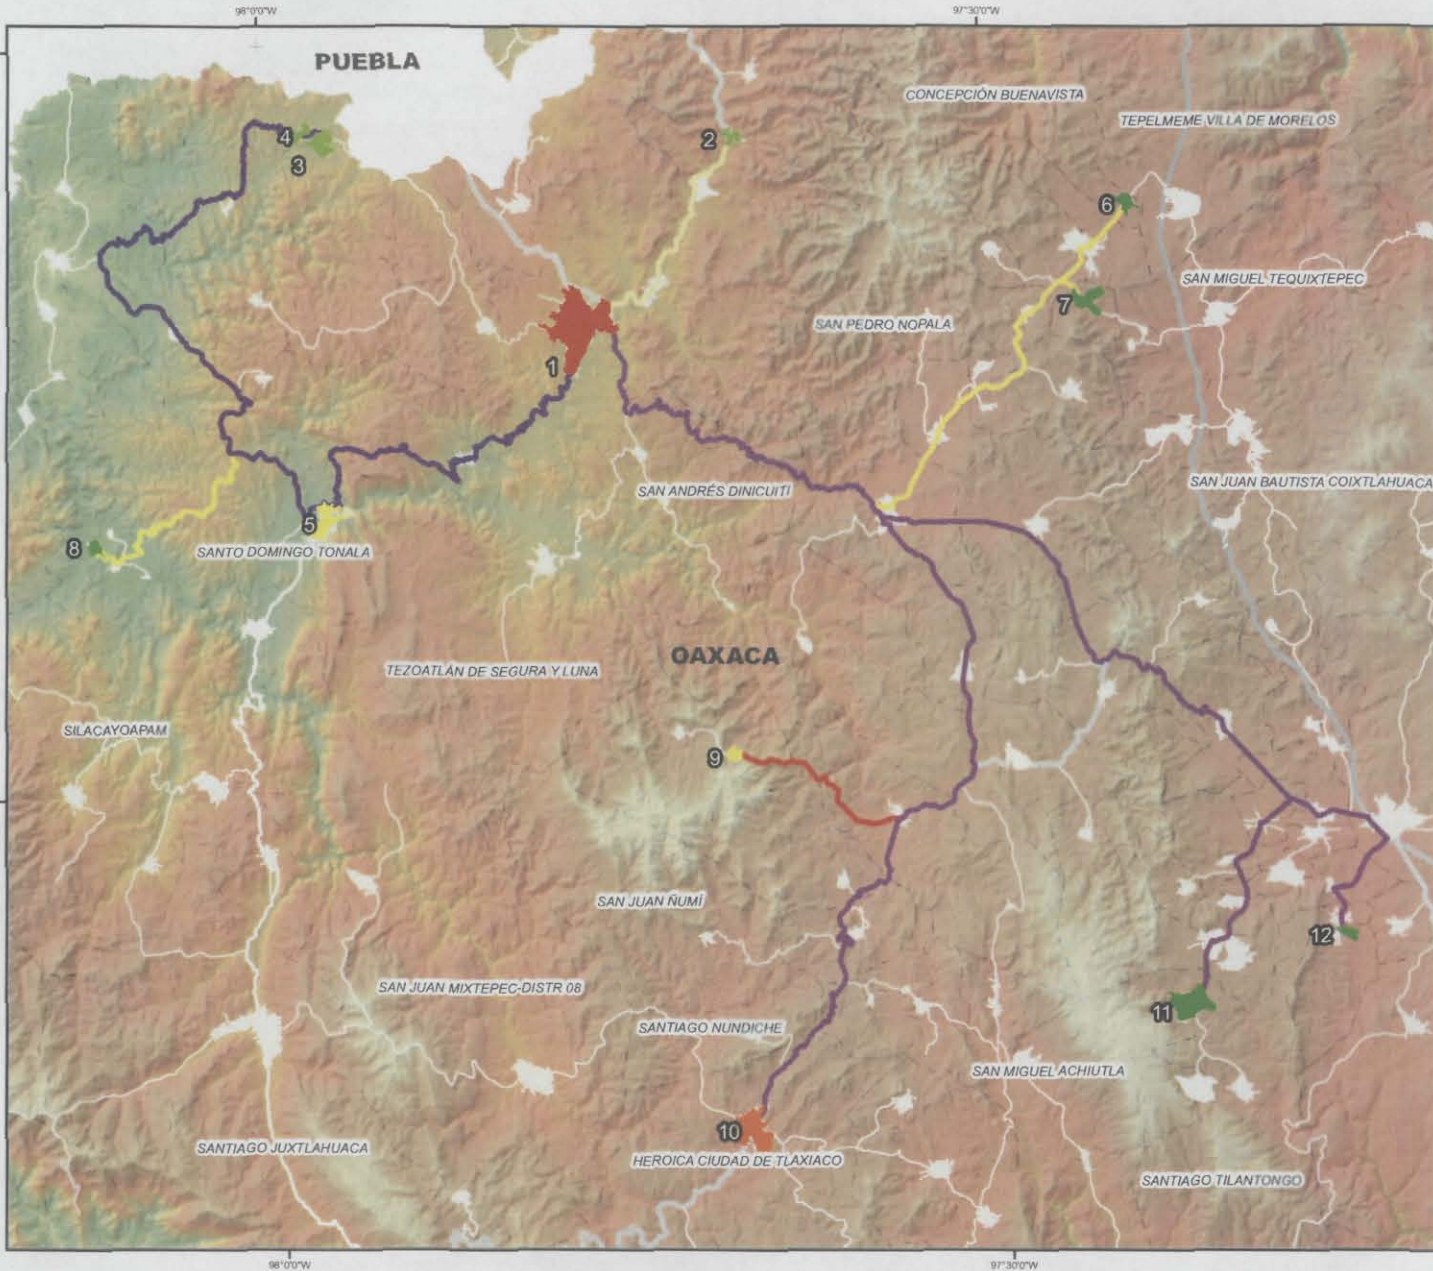 98°0'0"W
97°30'0"W
PUEBLA
CONCEPCIÓN BUENAVISTA
TEPELMEME VILLA DE MORELOS
4
3
2
6
SAN MIGUEL TEQUIXTEPEC
7
SAN PEDRO NOPALA
1
SAN JUAN BAUTISTA COIXTLAHUACA
SAN ANDRÉS DINICUITI
5
8
SANTO DOMINGO TONALA
OAXACA
TEZOATLÁN DE SEGURA Y LUNA
SILACAYOAPAM
9
SAN JUAN ÑUMÍ
12
SAN JUAN MIXTEPEC-DISTR 08
11
SANTIAGO NUNDICHE
SAN MIGUEL ACHIUTLA
10
SANTIAGO JUXTLAHUACA
HEROICA CIUDAD DE TLAXIACO
SANTIAGO TILANTONGO
98°0'0"W
97°30'0"W